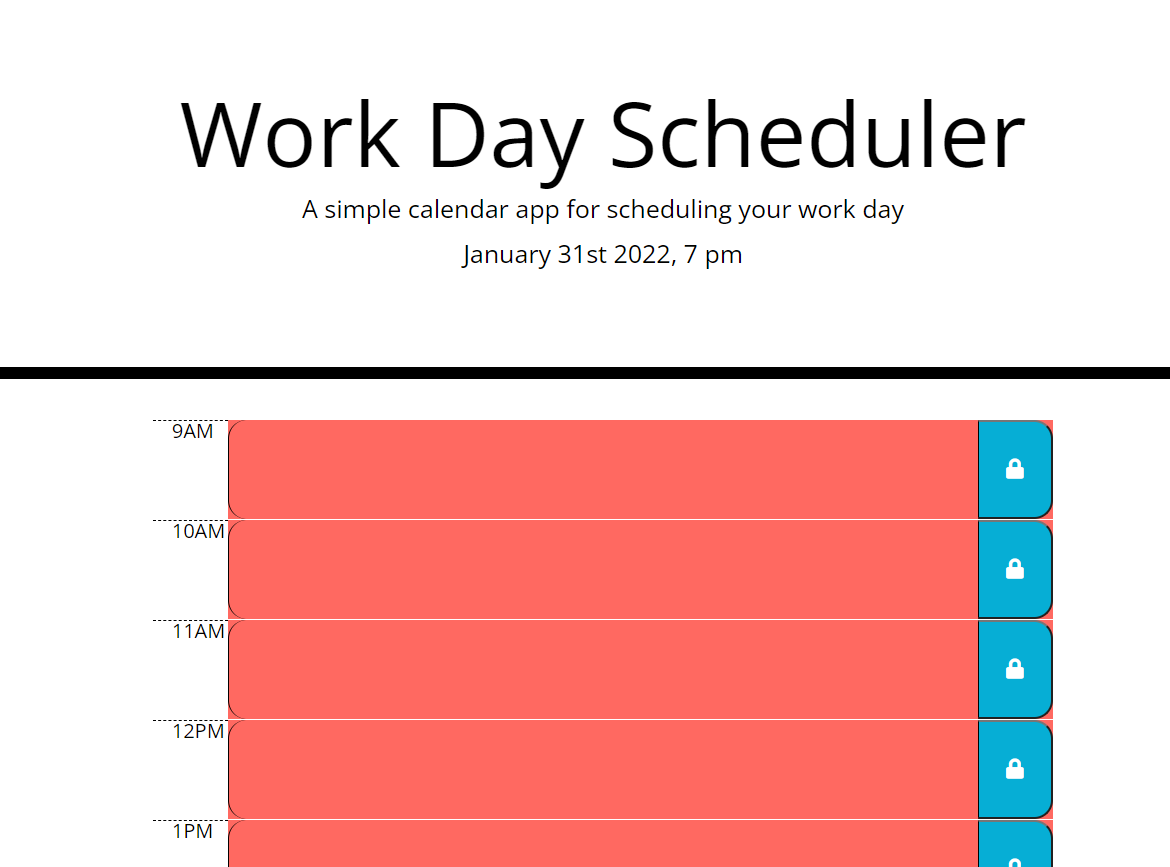 Work Day Scheduler
A simple calendar app for scheduling your work day
January 31st 2022, 7 pm
9AM
10AM
11AM
12PM
1PM